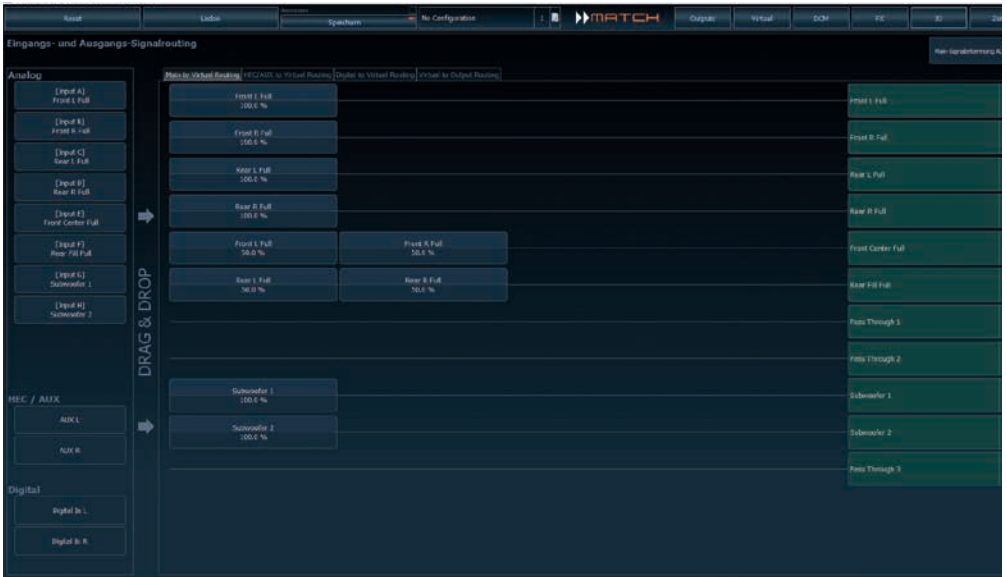 Reset
Laden
Speichern
No Configuration
1
MATCH
Outputs
Virtual
DCM
FX
IO
Eingangs- und Ausgangs-Signalrouting
Analog
[Input A]
Front L Full
[Input B]
Front R Full
[Input C]
Rear L Full
[Input D]
Rear R Full
[Input E]
Front Center Full
[Input F]
Rear Fill Full
[Input G]
Subwoofer 1
[Input H]
Subwoofer 2
HEC / AUX
AUX L
AUX R
Digital
Digital In L
Digital In R
DRAG & DROP
Main to Virtual Routing
HEC/AUX to Virtual Routing
Digital to Virtual Routing
Virtual to Output Routing
Front L Full
100.0 %
Front L Full
Front R Full
100.0 %
Front R Full
Rear L Full
100.0 %
Rear L Full
Rear R Full
100.0 %
Rear R Full
Front L Full
50.0 %
Front R Full
50.0 %
Front Center Full
Rear L Full
50.0 %
Rear R Full
50.0 %
Rear Fill Full
Pass Through 1
Pass Through 2
Subwoofer 1
100.0 %
Subwoofer 1
Subwoofer 2
100.0 %
Subwoofer 2
Pass Through 3